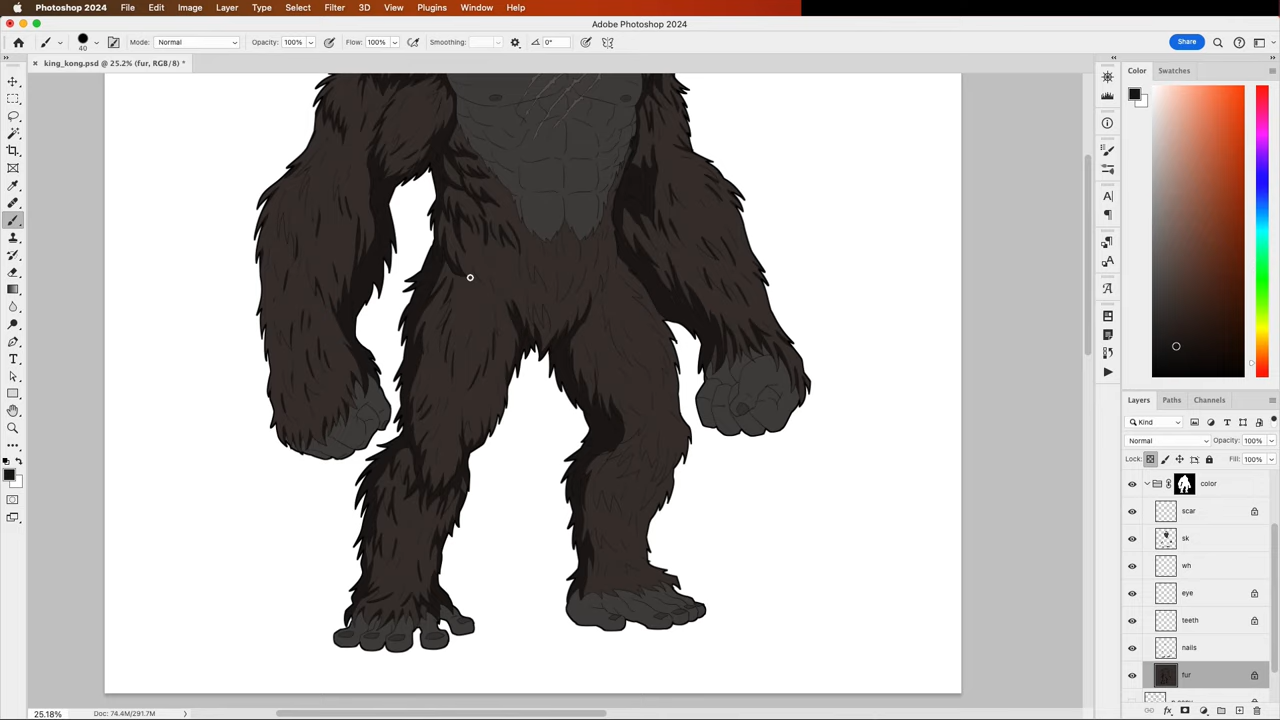 Photoshop 2024 File Edit Image Layer Type Select Filter 3D View Plugins Window Help
Adobe Photoshop 2024
40 Mode: Normal Opacity: 100% Flow: 100% Smoothing: 0° Share
king_kong.psd @ 25.2% (fur, RGB/8) *
Color Swatches
Layers Paths Channels
Kind
Normal Opacity: 100%
Lock: Fill: 100%
color
scar
sk
wh
eye
teeth
nails
fur
25.18% Doc: 74.4M/291.7M